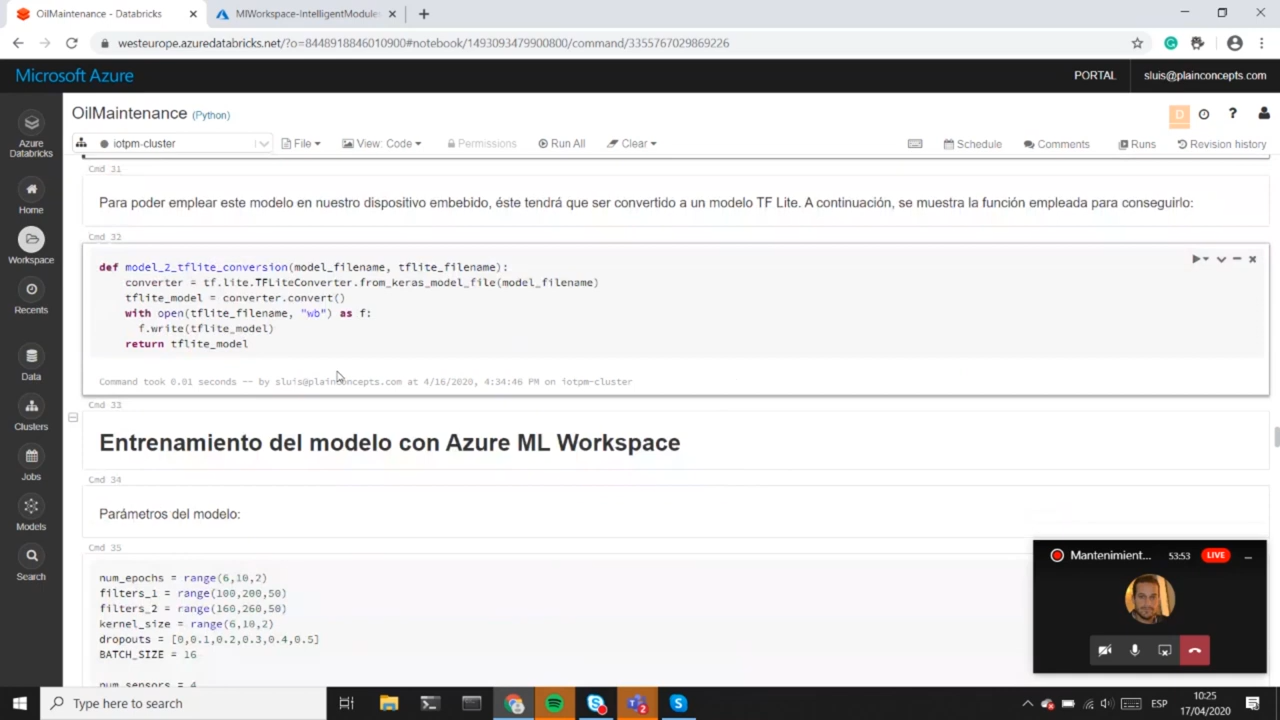 OilMaintenance - Databricks
MlWorkspace-IntelligentModules
westeurope.azuredatabricks.net/?o=8448918846010900#notebook/1493093479900800/command/3355767029869226
Microsoft Azure
PORTAL
sluis@plainconcepts.com
OilMaintenance (Python)
D
?
iotpm-cluster
File
View: Code
Permissions
Run All
Clear
Comments
Schedule
Runs
Revision history
Azure
Databricks
Home
Workspace
Recents
Data
Clusters
Jobs
Models
Search
Cmd 31
Para poder emplear este modelo en nuestro dispositivo embebido, éste tendrá que ser convertido a un modelo TF Lite. A continuación, se muestra la función empleada para conseguirlo:
Cmd 32
def model_2_tflite_conversion(model_filename, tflite_filename):
converter = tf.lite.TFLiteConverter.from_keras_model_file(model_filename)
tflite_model = converter.convert()
with open(tflite_filename, "wb") as f:
f.write(tflite_model)
return tflite_model
Command took 0.01 seconds -- by sluis@plainconcepts.com at 4/16/2020, 4:34:46 PM on iotpm-cluster
Cmd 33
Entrenamiento del modelo con Azure ML Workspace
Cmd 34
Parámetros del modelo:
Cmd 35
num_epochs = range(6,10,2)
filters_1 = range(100,200,50)
filters_2 = range(160,260,50)
kernel_size = range(6,10,2)
dropouts = [0,0.1,0.2,0.3,0.4,0.5]
BATCH_SIZE = 16
num_sensors = 4
Mantenimient...
53:53
LIVE
Type here to search
ESP
10:25
17/04/2020